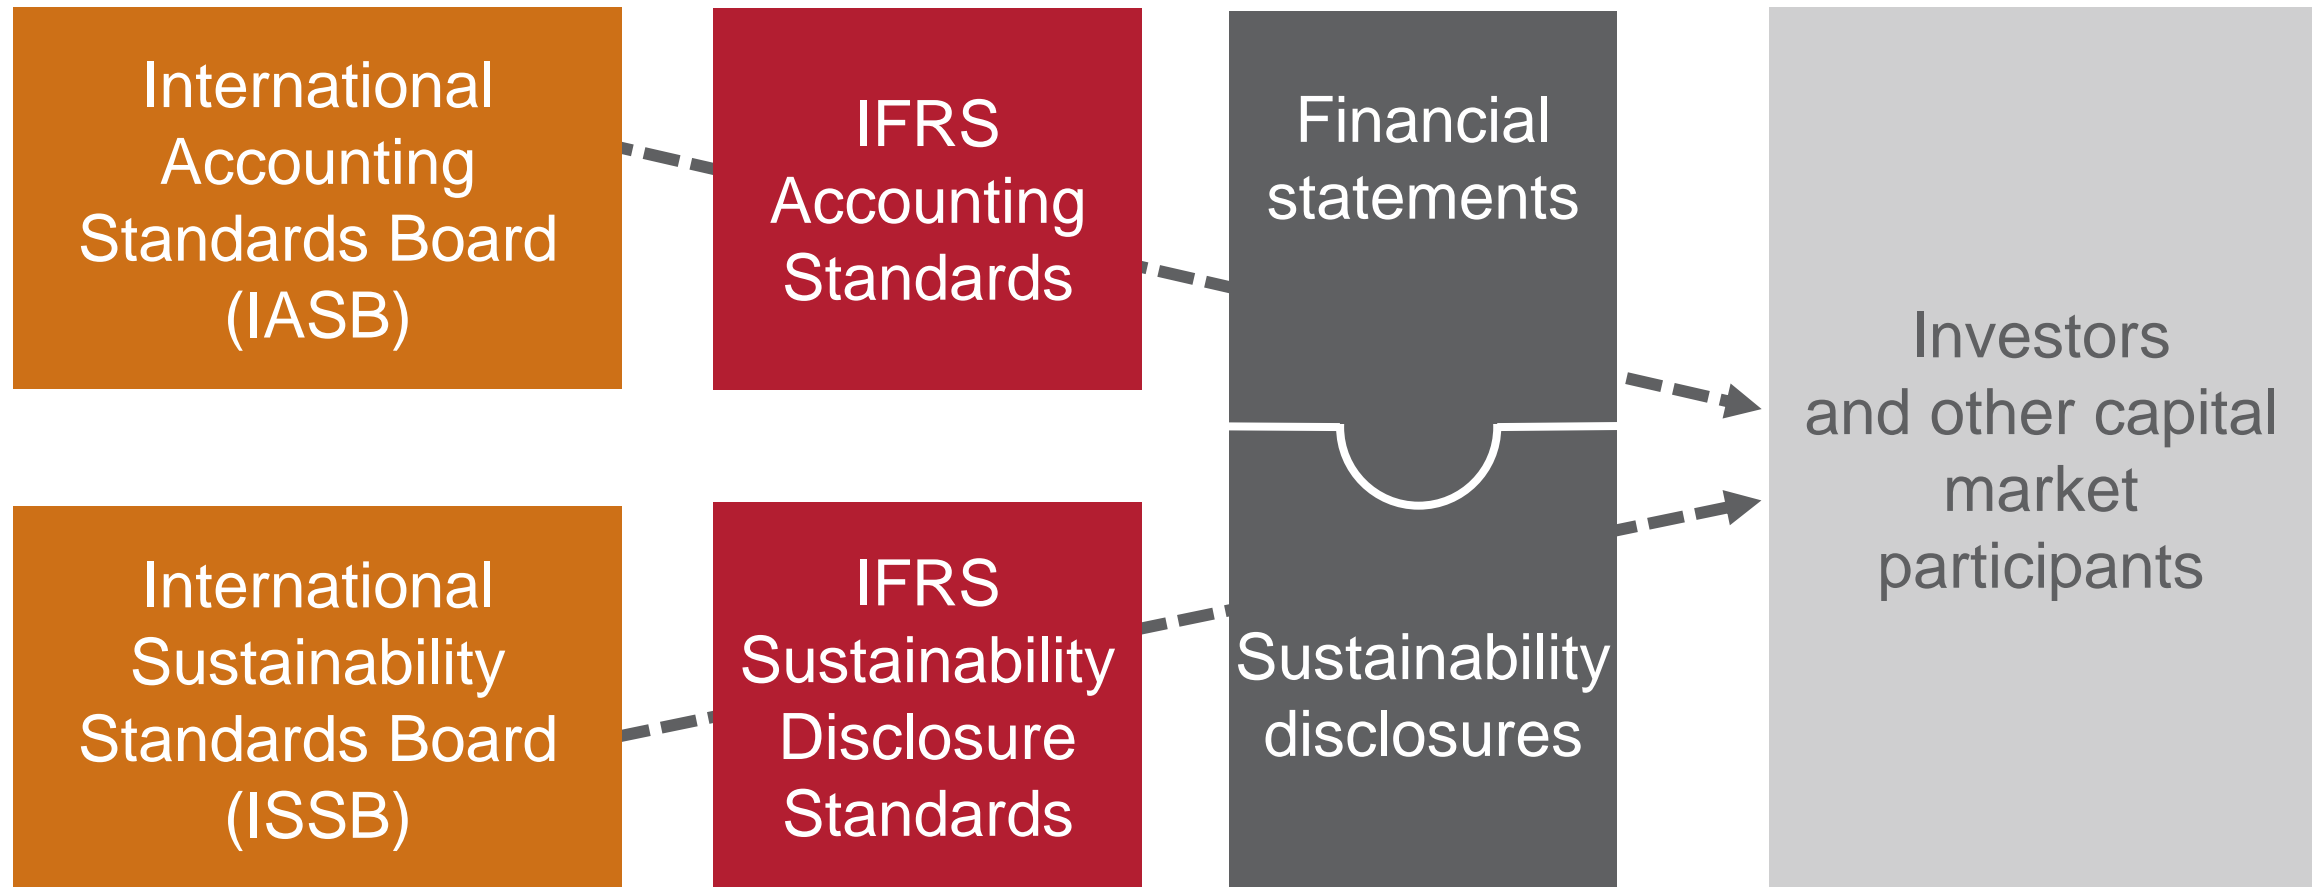 International
Accounting
Standards Board
(IASB)
IFRS
Accounting
Standards
Financial
statements
International
Sustainability
Standards Board
(ISSB)
IFRS
Sustainability
Disclosure
Standards
Sustainability
disclosures
Investors
and other capital
market
participants